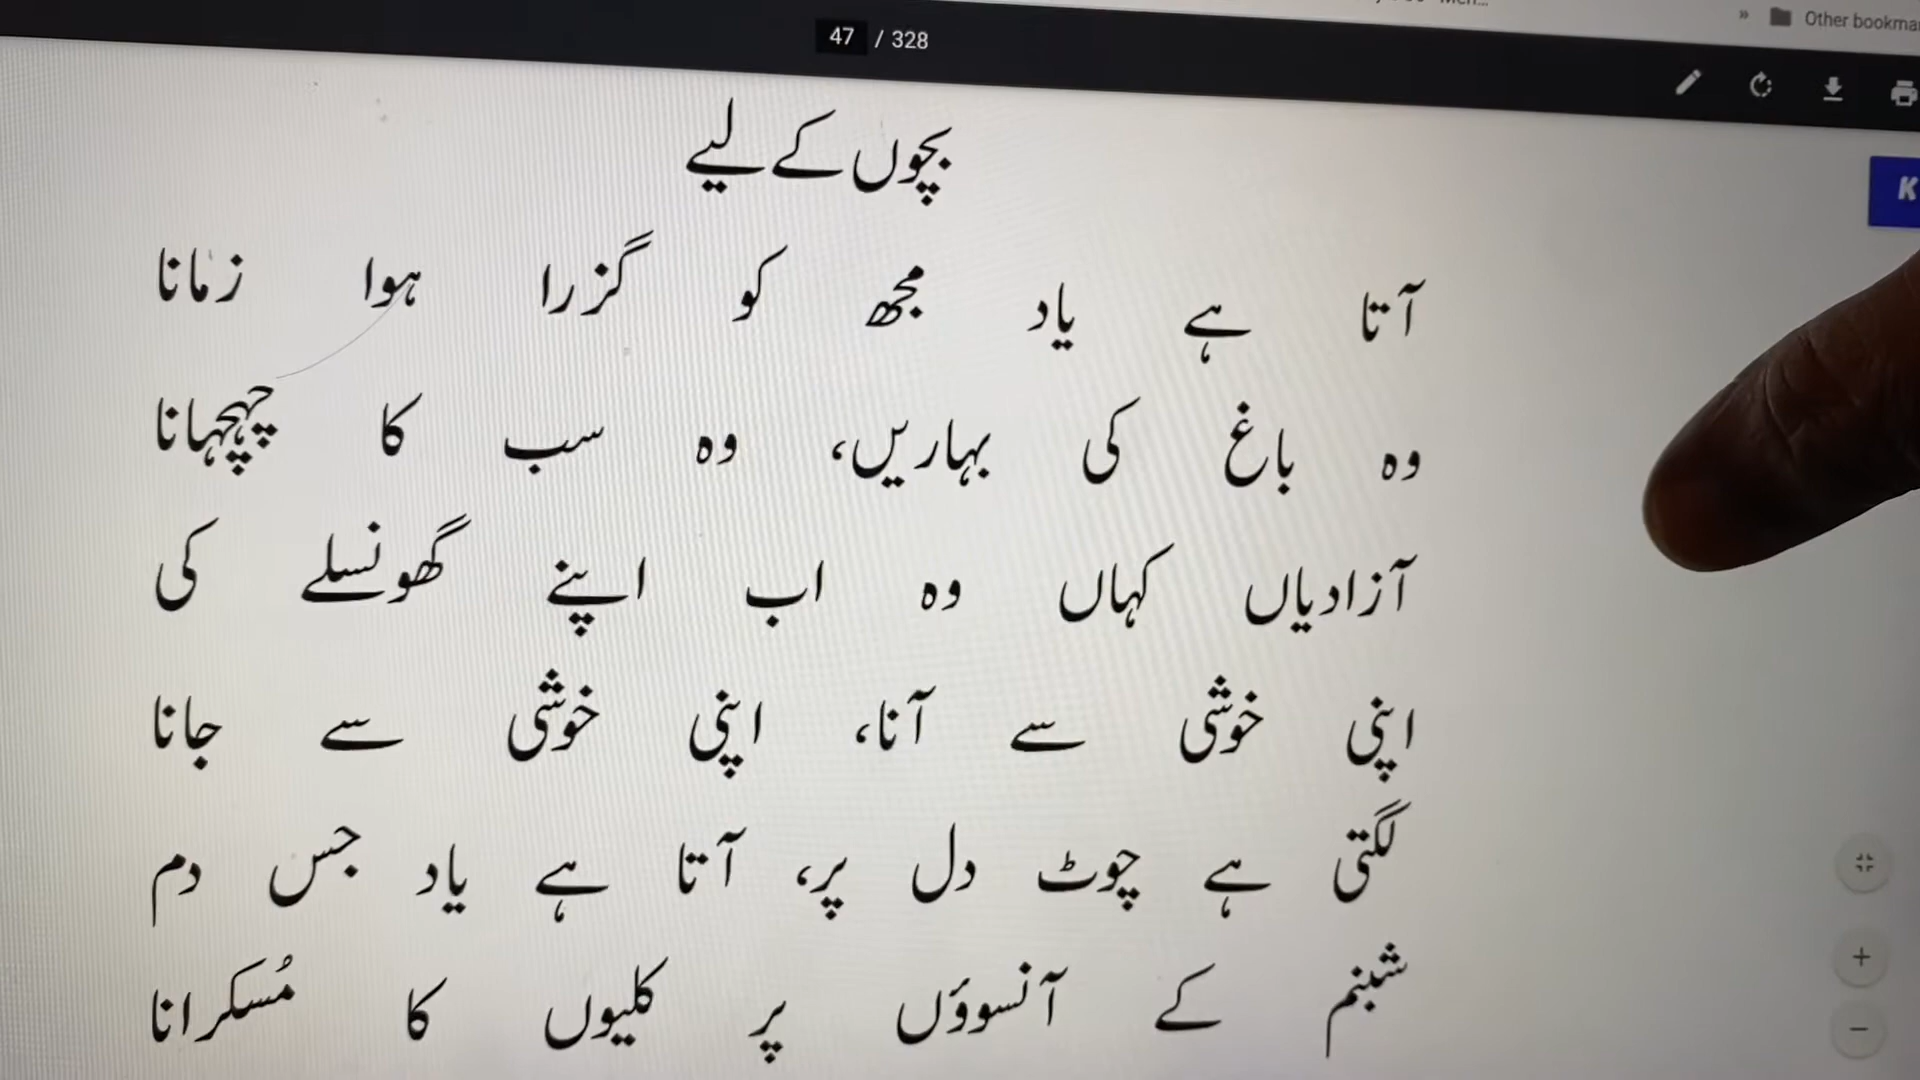 47 / 328
Other bookmar
K
بچوں کے لیے
آتا ہے یاد مجھ کو گزرا ہوا زمانا
وہ باغ کی بہاریں، وہ سب کا چہچہانا
آزادیاں کہاں وہ اب اپنے گھونسلے کی
اپنی خوشی سے آنا، اپنی خوشی سے جانا
لگتی ہے چوٹ دل پر، آتا ہے یاد جس دم
شبنم کے آنسوؤں پر کلیوں کا مُسکرانا